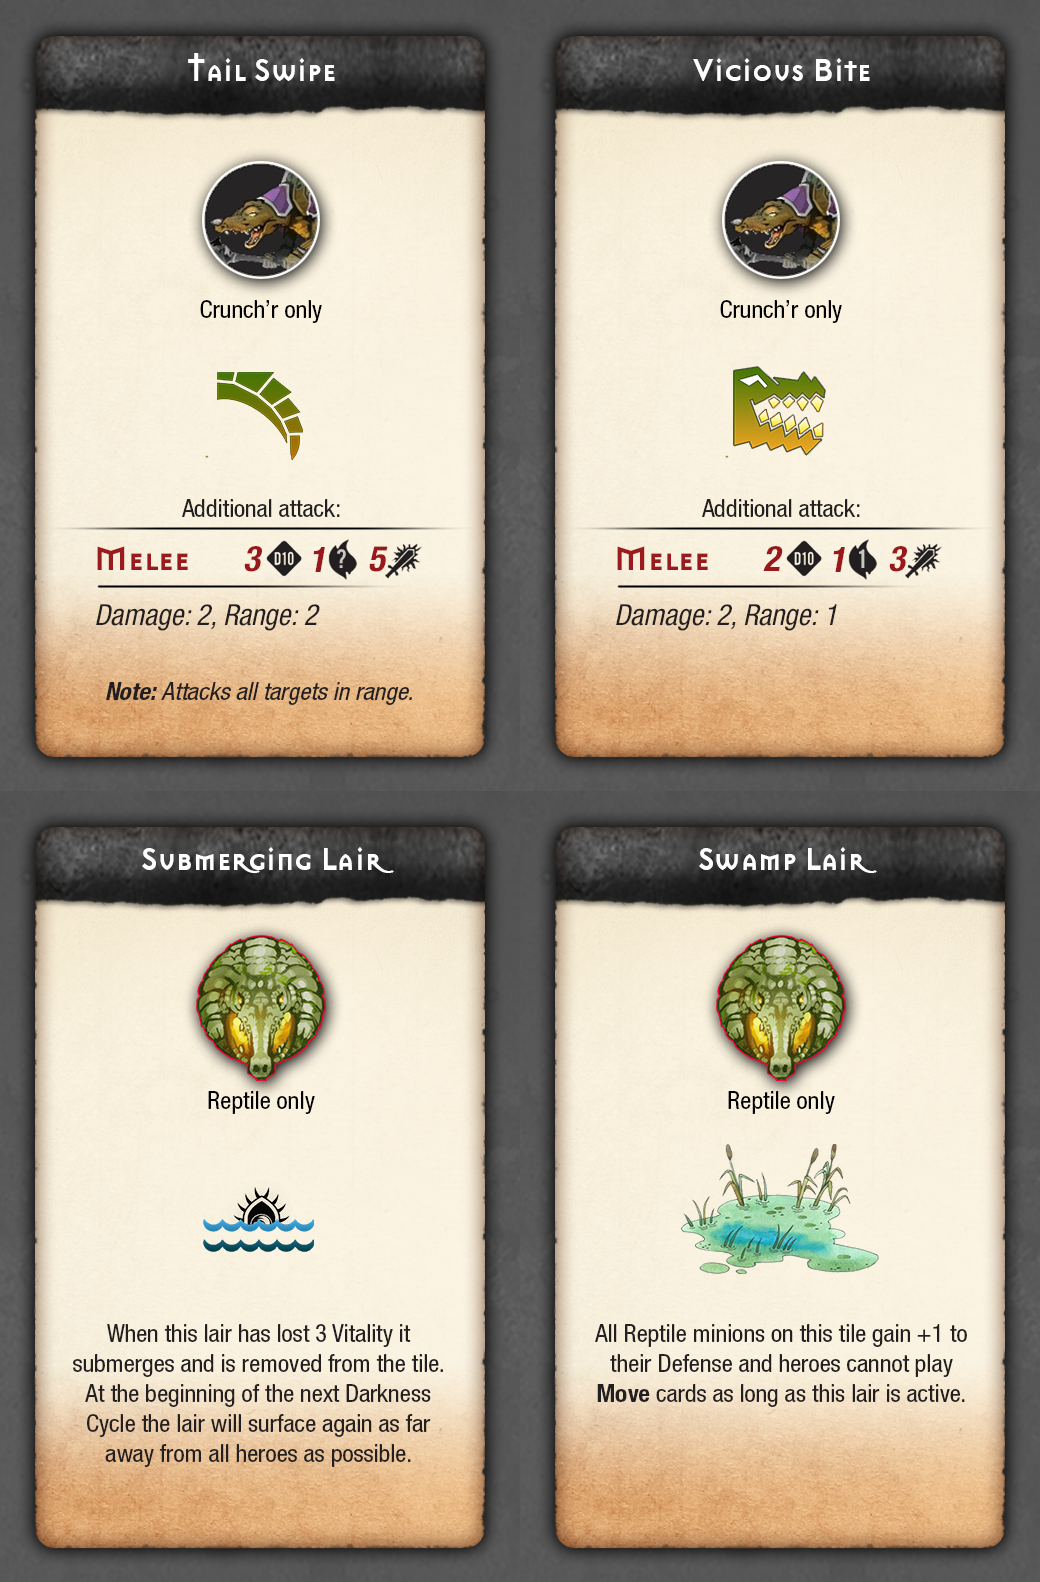 Tail Swipe
Crunch'r only
Additional attack:
Melee 3 D10 1 ? 5
Damage: 2, Range: 2
Note: Attacks all targets in range.
Vicious Bite
Crunch'r only
Additional attack:
Melee 2 D10 1 1 3
Damage: 2, Range: 1
Submerging Lair
Reptile only
When this lair has lost 3 Vitality it
submerges and is removed from the tile.
At the beginning of the next Darkness
Cycle the lair will surface again as far
away from all heroes as possible.
Swamp Lair
Reptile only
All Reptile minions on this tile gain +1 to
their Defense and heroes cannot play
Move cards as long as this lair is active.